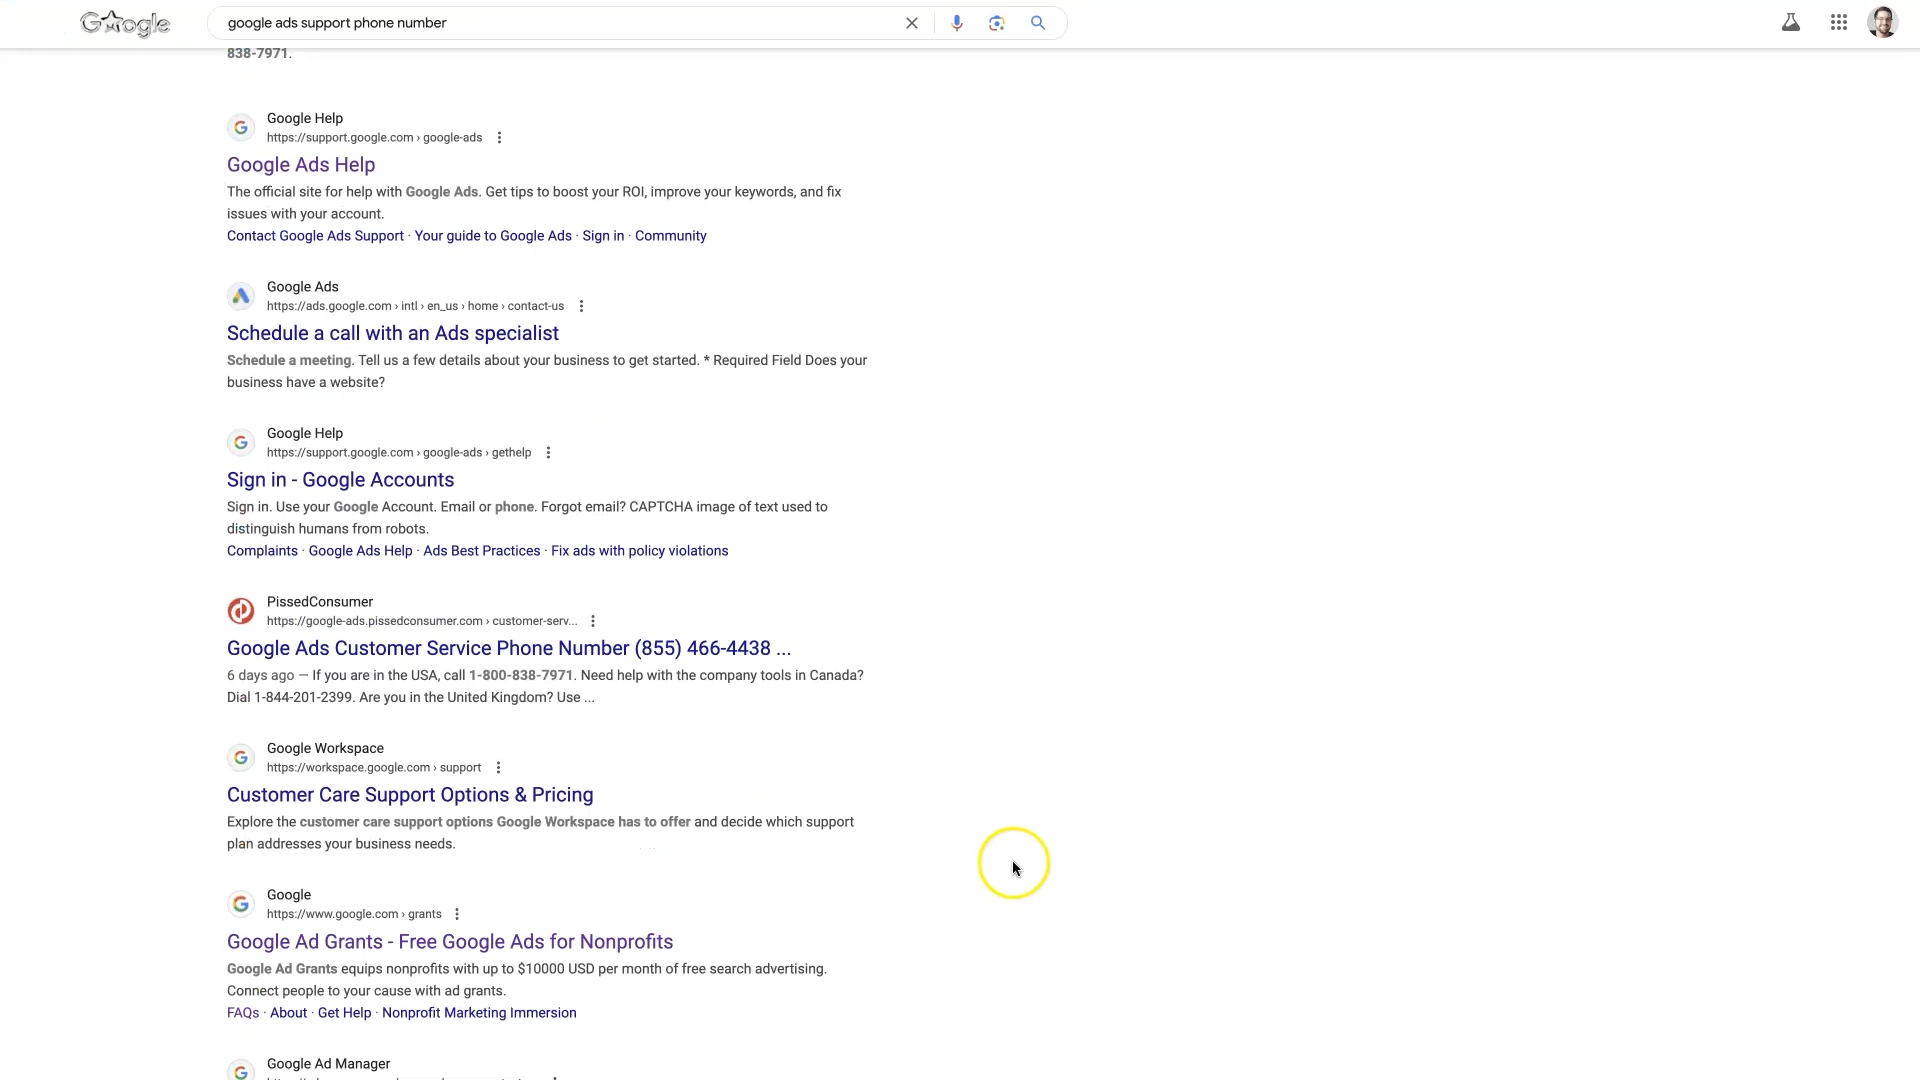 Google
google ads support phone number
838-7971.
Google Help
https://support.google.com › google-ads
Google Ads Help
The official site for help with Google Ads. Get tips to boost your ROI, improve your keywords, and fix
issues with your account.
Contact Google Ads Support · Your guide to Google Ads · Sign in · Community
Google Ads
https://ads.google.com › intl › en_us › home › contact-us
Schedule a call with an Ads specialist
Schedule a meeting. Tell us a few details about your business to get started. * Required Field Does your
business have a website?
Google Help
https://support.google.com › google-ads › gethelp
Sign in - Google Accounts
Sign in. Use your Google Account. Email or phone. Forgot email? CAPTCHA image of text used to
distinguish humans from robots.
Complaints · Google Ads Help · Ads Best Practices · Fix ads with policy violations
PissedConsumer
https://google-ads.pissedconsumer.com › customer-serv...
Google Ads Customer Service Phone Number (855) 466-4438 ...
6 days ago — If you are in the USA, call 1-800-838-7971. Need help with the company tools in Canada?
Dial 1-844-201-2399. Are you in the United Kingdom? Use ...
Google Workspace
https://workspace.google.com › support
Customer Care Support Options & Pricing
Explore the customer care support options Google Workspace has to offer and decide which support
plan addresses your business needs.
Google
https://www.google.com › grants
Google Ad Grants - Free Google Ads for Nonprofits
Google Ad Grants equips nonprofits with up to $10000 USD per month of free search advertising.
Connect people to your cause with ad grants.
FAQs · About · Get Help · Nonprofit Marketing Immersion
Google Ad Manager